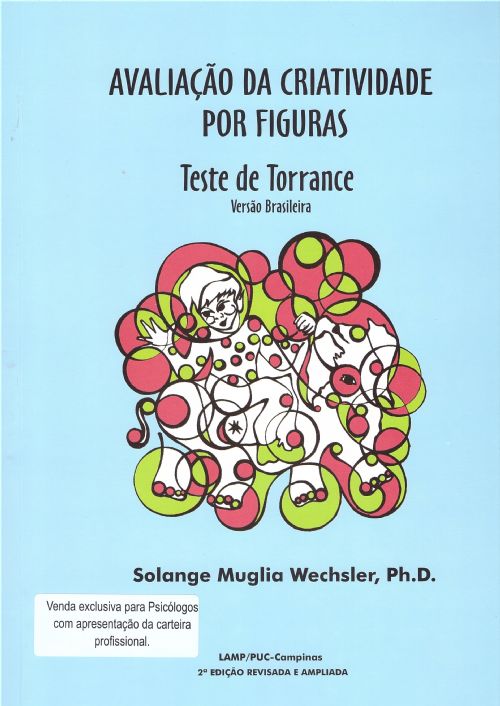 AVALIAÇÃO DA CRIATIVIDADE
POR FIGURAS
Teste de Torrance
Versão Brasileira
Solange Muglia Wechsler, Ph.D.
Venda exclusiva para Psicólogos
com apresentação da carteira
profissional.
LAMP/PUC-Campinas
2ª EDIÇÃO REVISADA E AMPLIADA